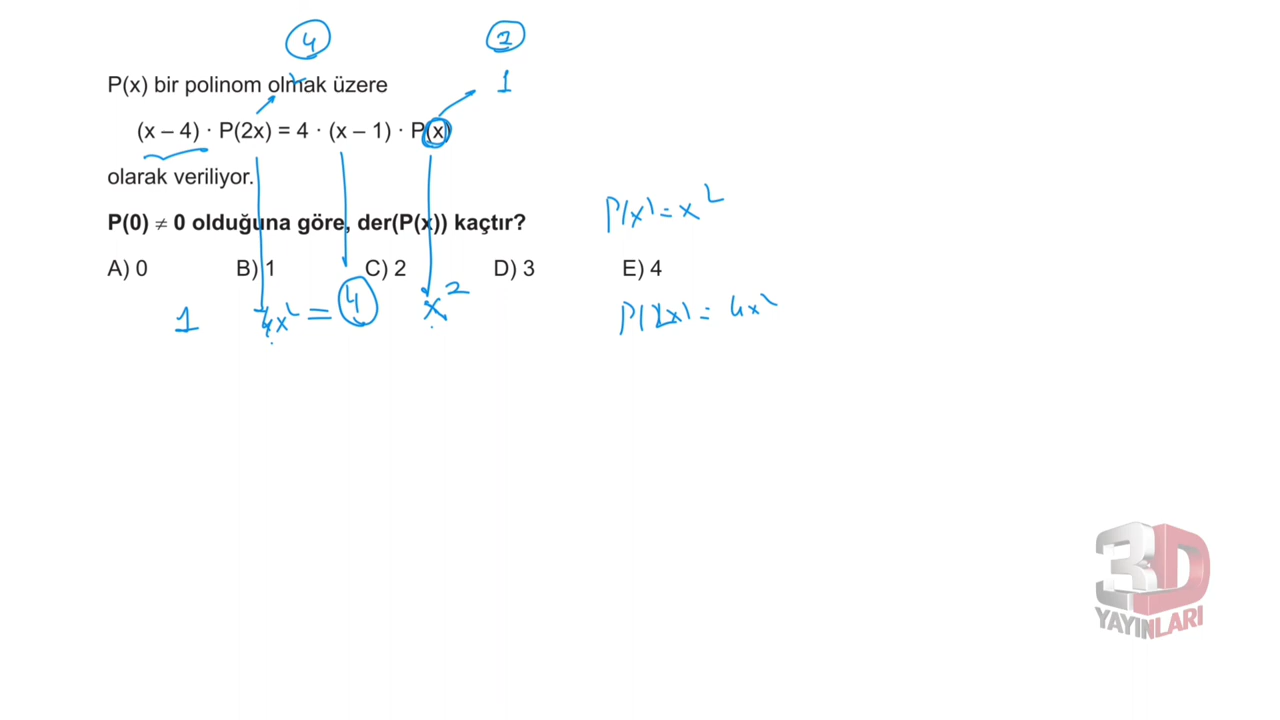 4 2
P(x) bir polinom olmak üzere 1
(x – 4) · P(2x) = 4 · (x – 1) · P(x)
olarak veriliyor.
P(x) = x²
P(0) ≠ 0 olduğuna göre, der(P(x)) kaçtır?
A) 0 B) 1 C) 2 D) 3 E) 4
1 4x² = 4 x² P(2x) = 4x²
3D
YAYINLARI